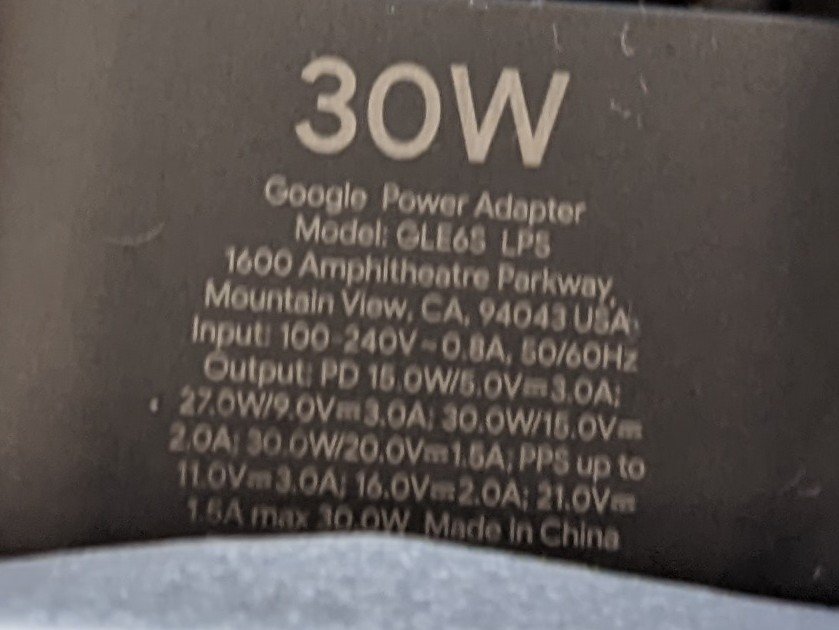 30W
Google Power Adapter
Model: GLE6S LPS
1600 Amphitheatre Parkway,
Mountain View, CA, 94043 USA
Input: 100-240V~0.8A, 50/60Hz
Output: PD 15.0W/5.0V⎓3.0A;
27.0W/9.0V⎓3.0A; 30.0W/15.0V⎓
2.0A; 30.0W/20.0V⎓1.5A; PPS up to
11.0V⎓3.0A; 16.0V⎓2.0A; 21.0V⎓
1.5A max 30.0W Made in China